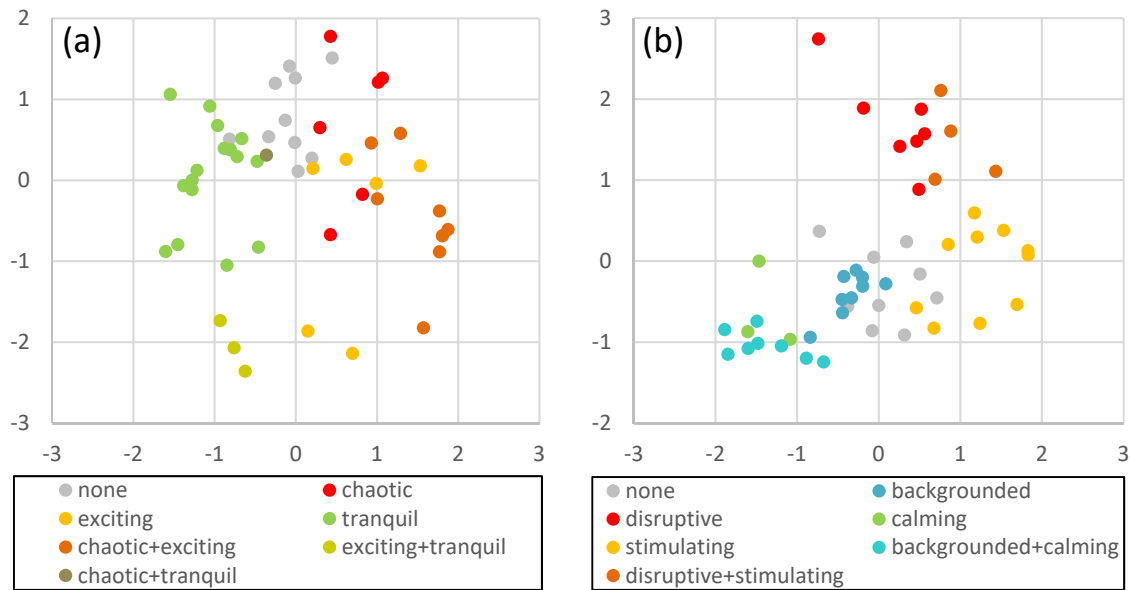 (a)
2
1
0
-1
-2
-3
-3 -2 -1 0 1 2 3
none chaotic
exciting tranquil
chaotic+exciting exciting+tranquil
chaotic+tranquil
(b)
3
2
1
0
-1
-2
-3 -2 -1 0 1 2 3
none backgrounded
disruptive calming
stimulating backgrounded+calming
disruptive+stimulating